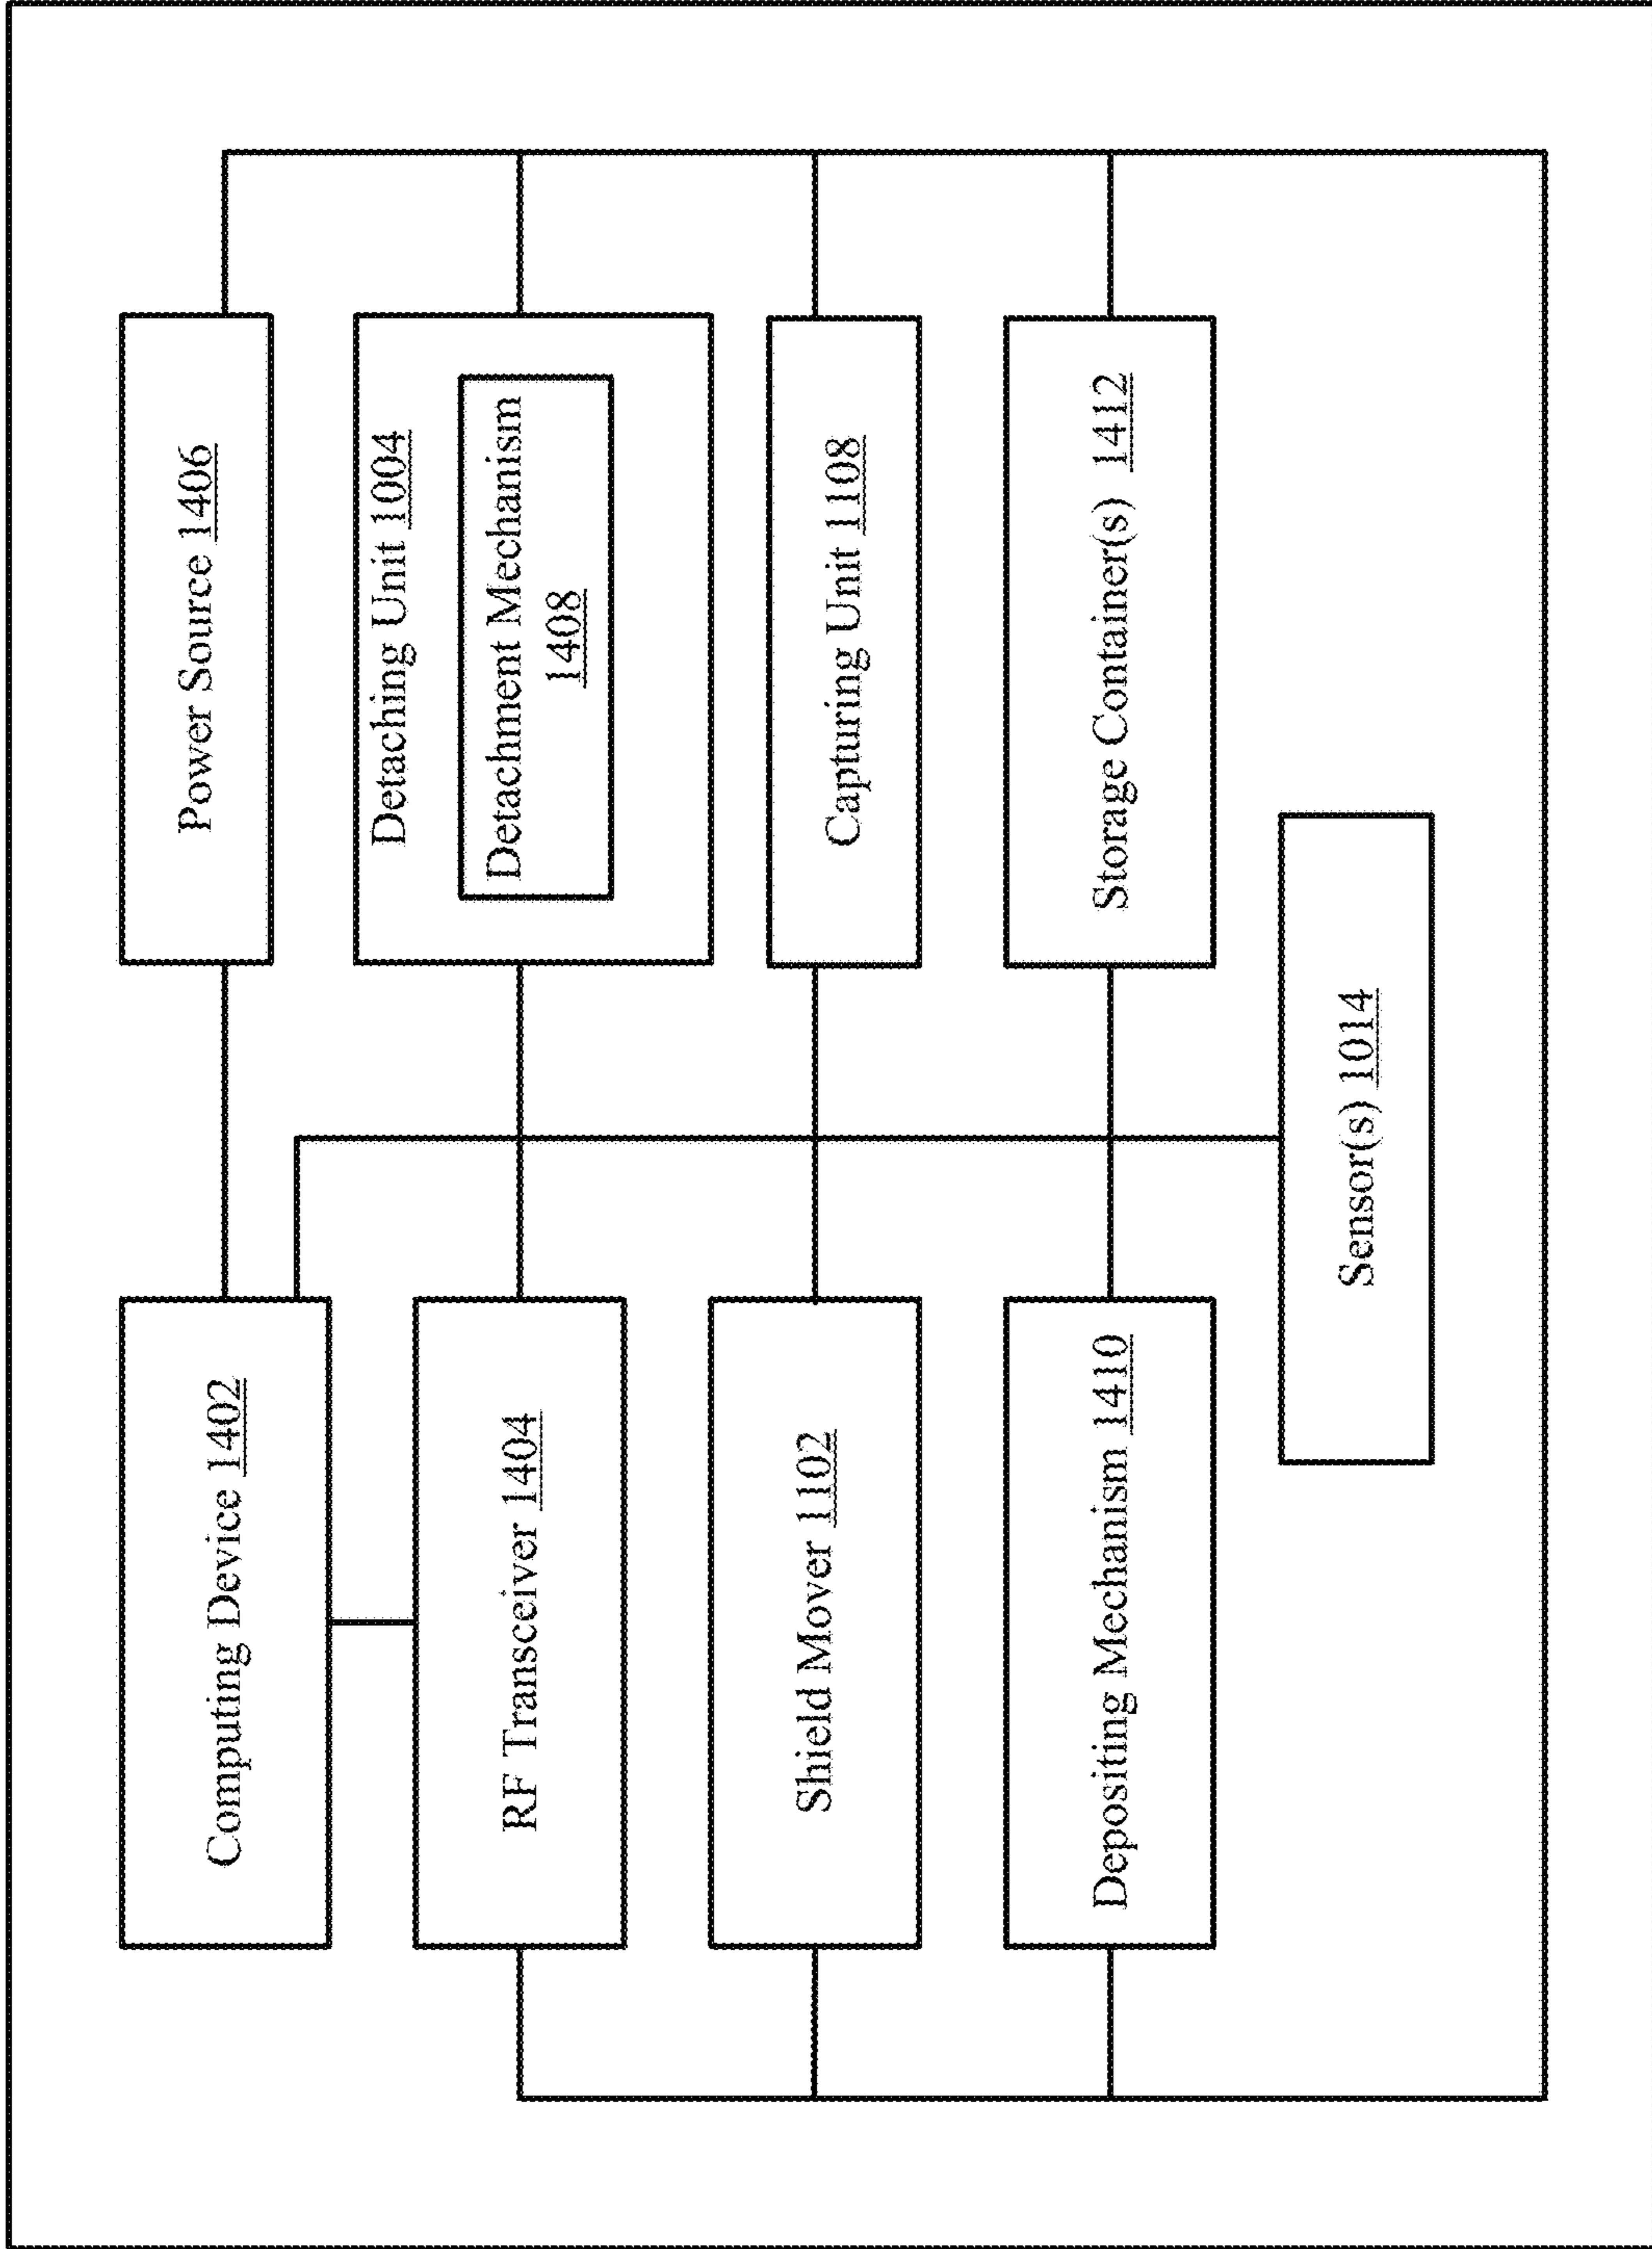 Computing Device 1402
Power Source 1406
RF Transceiver 1404
Detaching Unit 1004
Detachment Mechanism
1408
Shield Mover 1102
Capturing Unit 1108
Depositing Mechanism 1410
Storage Container(s) 1412
Sensor(s) 1014